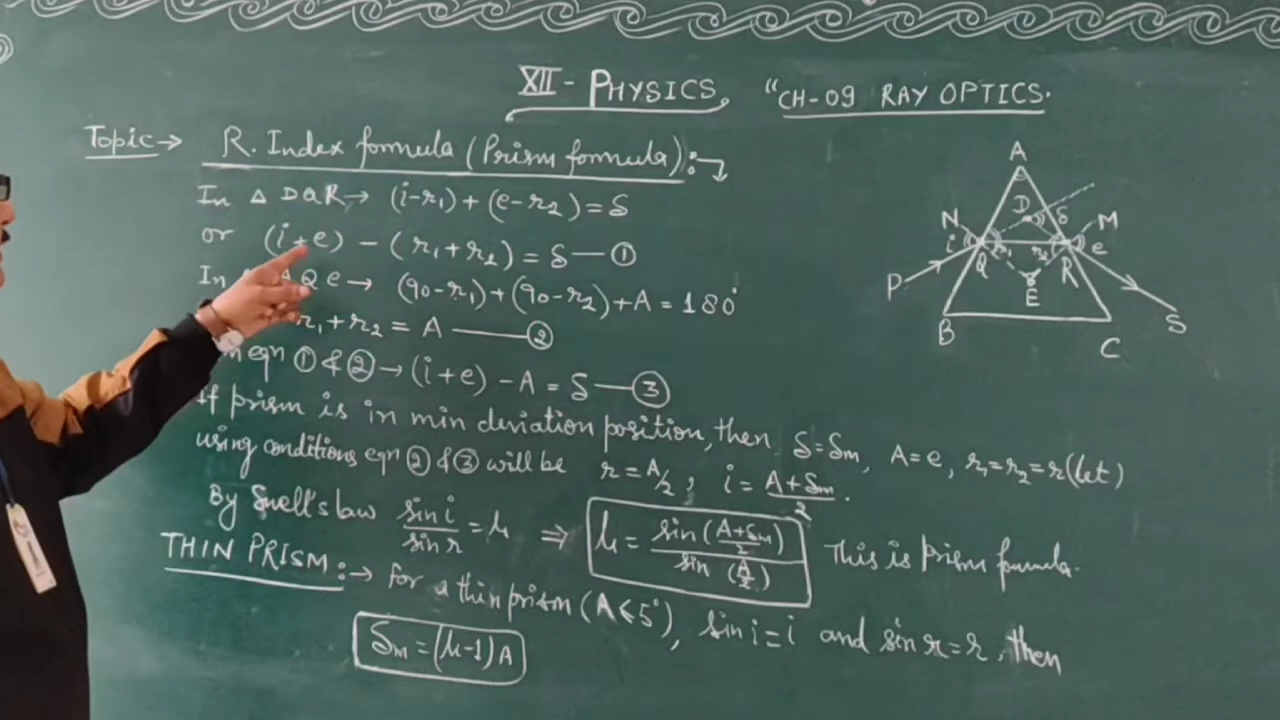 XII - PHYSICS, "CH-09 RAY OPTICS.
Topic → R. Index formula (Prism formula):↴
In △ DQR → (i-r₁)+(e-r₂)=δ
or (i+e) - (r₁+r₂)=δ—①
In AQe → (90-r₁)+(90-r₂)+A=180°
r₁+r₂=A——②
eqn ①&②→(i+e)-A=δ—③
If prism is in min deviation position, then δ=δm, A=e, r₁=r₂=r(let)
using conditions eqn ②&③ will be r=A/2, i=A+δm/2.
By Snell's law sin i/sin r=μ ⇒ μ=sin(A+δm/2)/sin(A/2) This is prism formula.
THIN PRISM:→ for a thin prism (A⩽5°), sin i=i and sin r=r, then
δm=(μ-1)A
A
D δ
N M
i r₁ r₂ e
Q R
P E
B C S